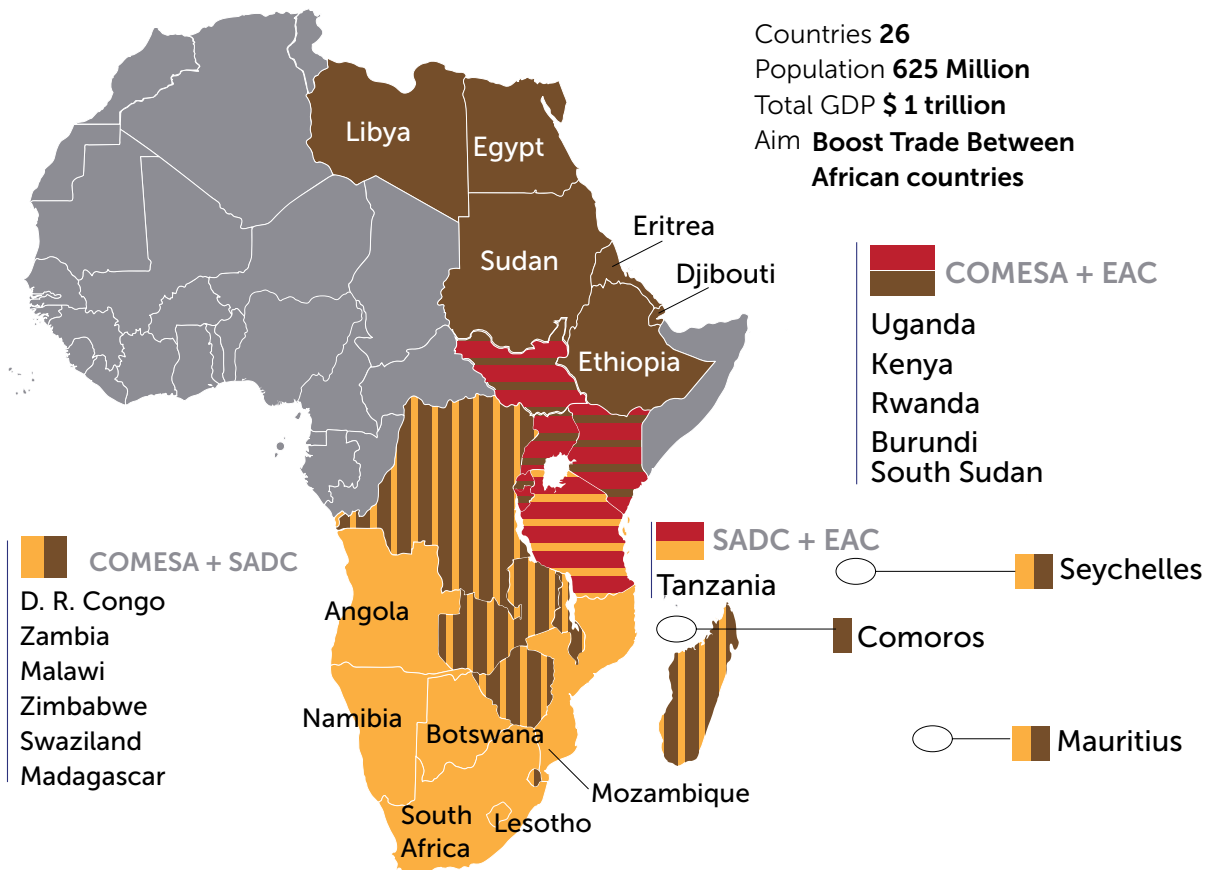 Countries 26
Population 625 Million
Total GDP $ 1 trillion
Aim Boost Trade Between
African countries
Libya
Egypt
Sudan
Eritrea
Djibouti
Ethiopia
COMESA + EAC
Uganda
Kenya
Rwanda
Burundi
South Sudan
SADC + EAC
Tanzania
COMESA + SADC
D. R. Congo
Zambia
Malawi
Zimbabwe
Swaziland
Madagascar
Seychelles
Comoros
Mauritius
Angola
Namibia
Botswana
Mozambique
South
Africa
Lesotho